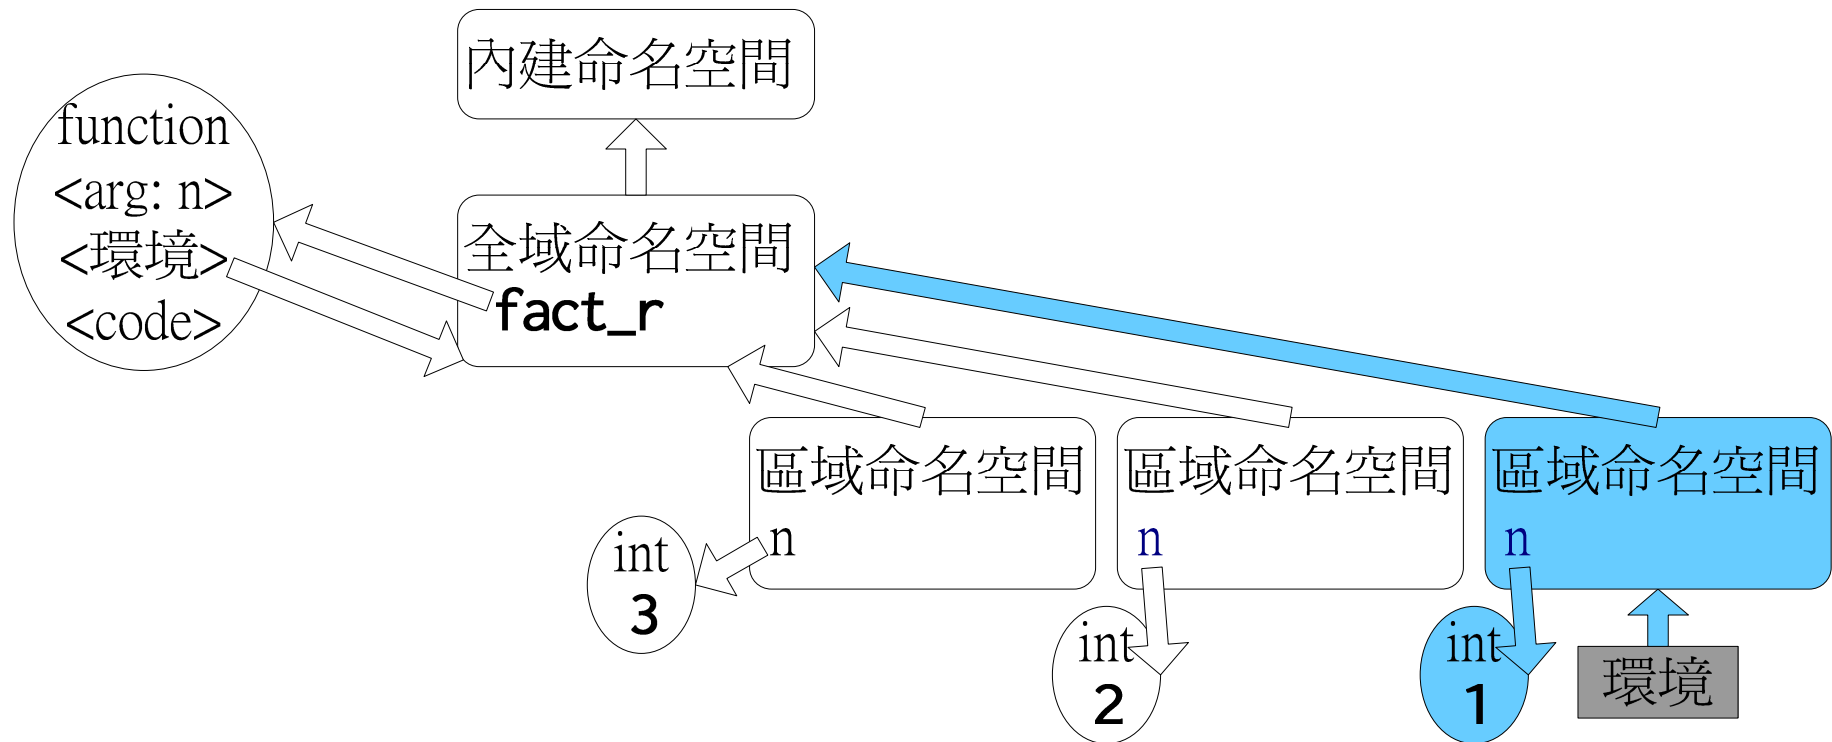 內建命名空間
function
<arg: n>
<環境>
<code>
全域命名空間
fact_r
區域命名空間
n
int
3
區域命名空間
n
int
2
區域命名空間
n
int
1
環境